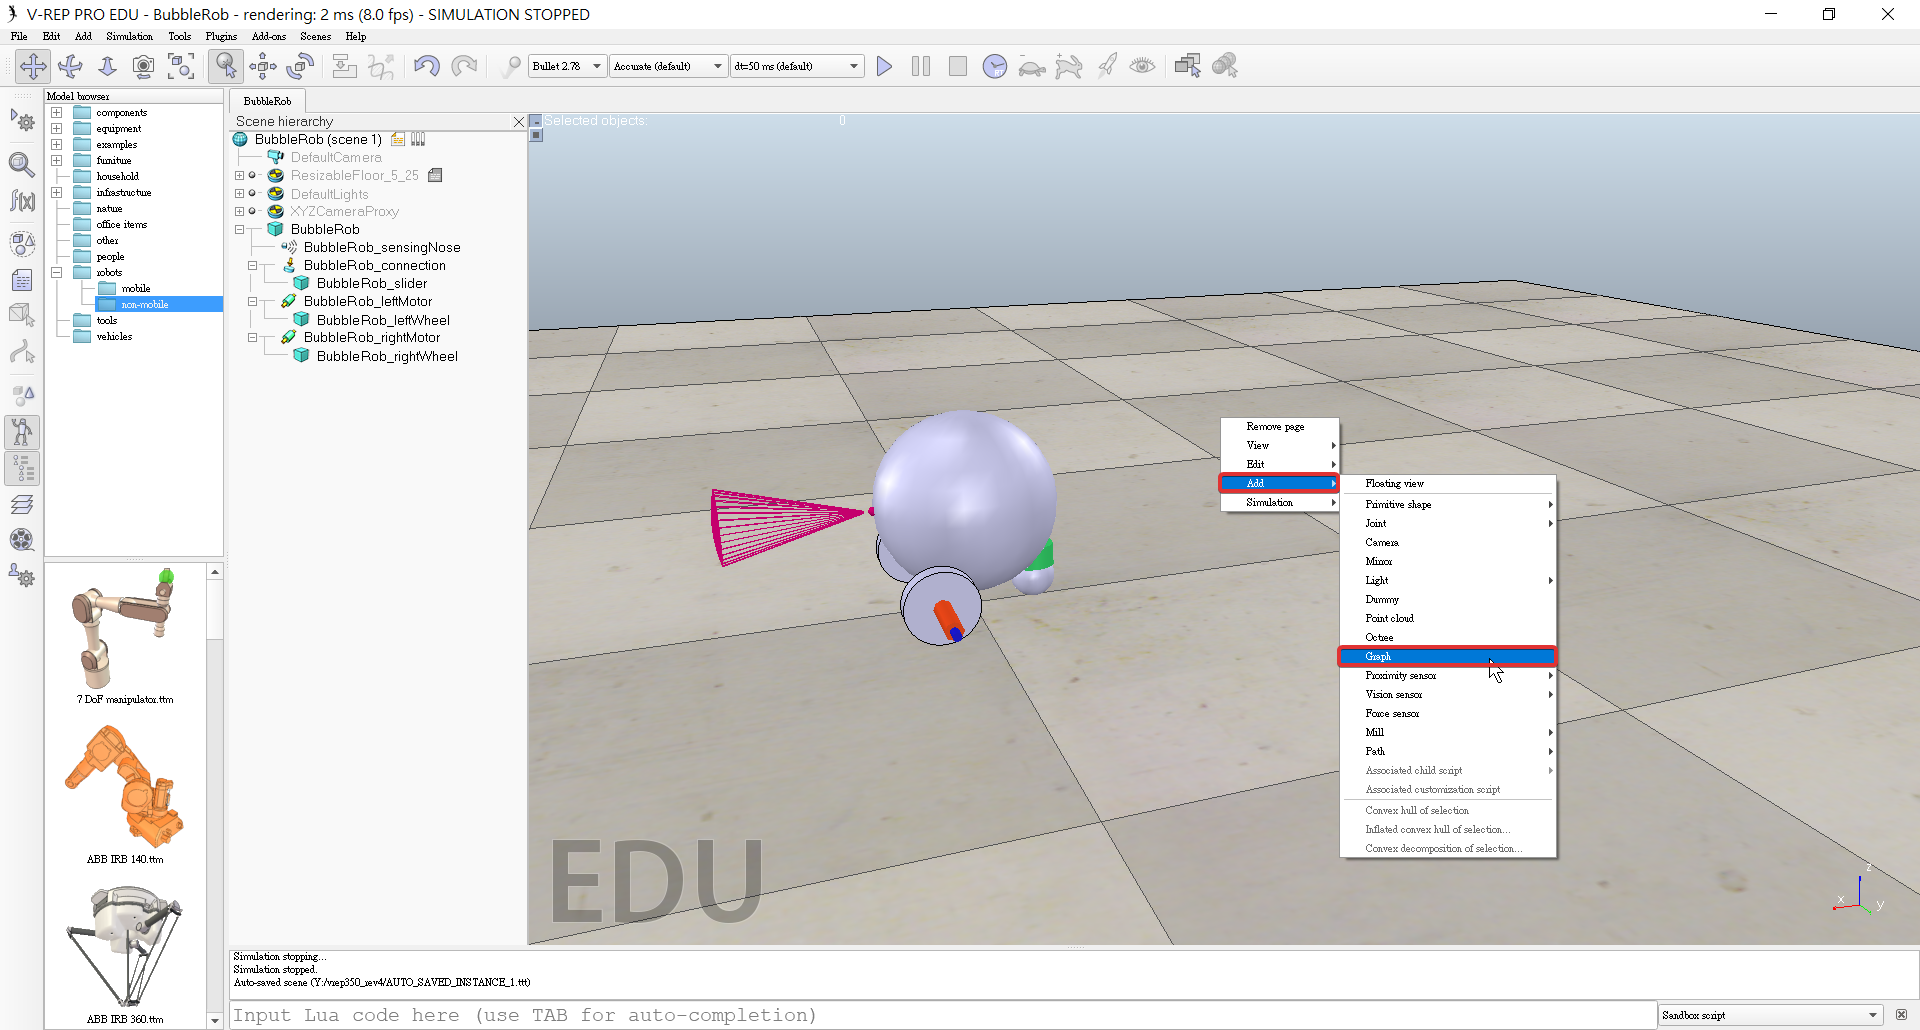 V-REP PRO EDU - BubbleRob - rendering: 2 ms (8.0 fps) - SIMULATION STOPPED
File Edit Add Simulation Tools Plugins Add-ons Scenes Help
Bullet 2.78 Accurate (default) dt=50 ms (default)
Model browser
components
equipment
examples
furniture
household
infrastructure
nature
office items
other
people
robots
mobile
non-mobile
tools
vehicles
7 DoF manipulator.ttm
ABB IRB 140.ttm
ABB IRB 360.ttm
BubbleRob
Scene hierarchy
BubbleRob (scene 1)
DefaultCamera
ResizableFloor_5_25
DefaultLights
XYZCameraProxy
BubbleRob
BubbleRob_sensingNose
BubbleRob_connection
BubbleRob_slider
BubbleRob_leftMotor
BubbleRob_leftWheel
BubbleRob_rightMotor
BubbleRob_rightWheel
Selected objects: 0
Remove page
View
Edit
Add
Simulation
Floating view
Primitive shape
Joint
Camera
Mirror
Light
Dummy
Point cloud
Octree
Graph
Proximity sensor
Vision sensor
Force sensor
Mill
Path
Associated child script
Associated customization script
Convex hull of selection
Inflated convex hull of selection...
Convex decomposition of selection...
EDU
z
x
y
Simulation stopping...
Simulation stopped.
Auto-saved scene (Y:/vrep350_rev4/AUTO_SAVED_INSTANCE_1.ttt)
Input Lua code here (use TAB for auto-completion)
Sandbox script
f(x)